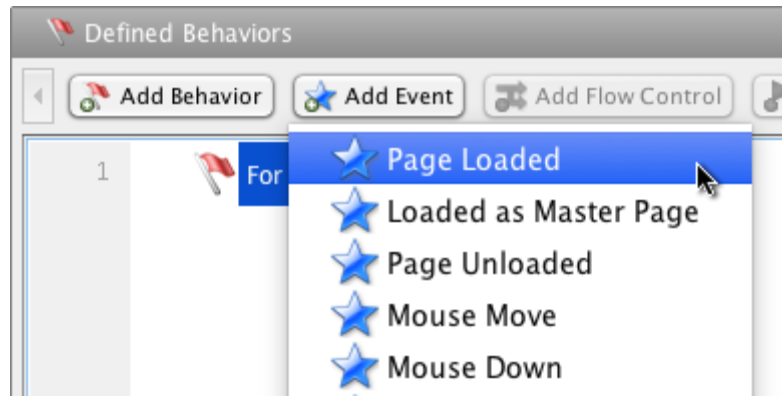 Defined Behaviors
Add Behavior Add Event Add Flow Control
1 For
Page Loaded
Loaded as Master Page
Page Unloaded
Mouse Move
Mouse Down